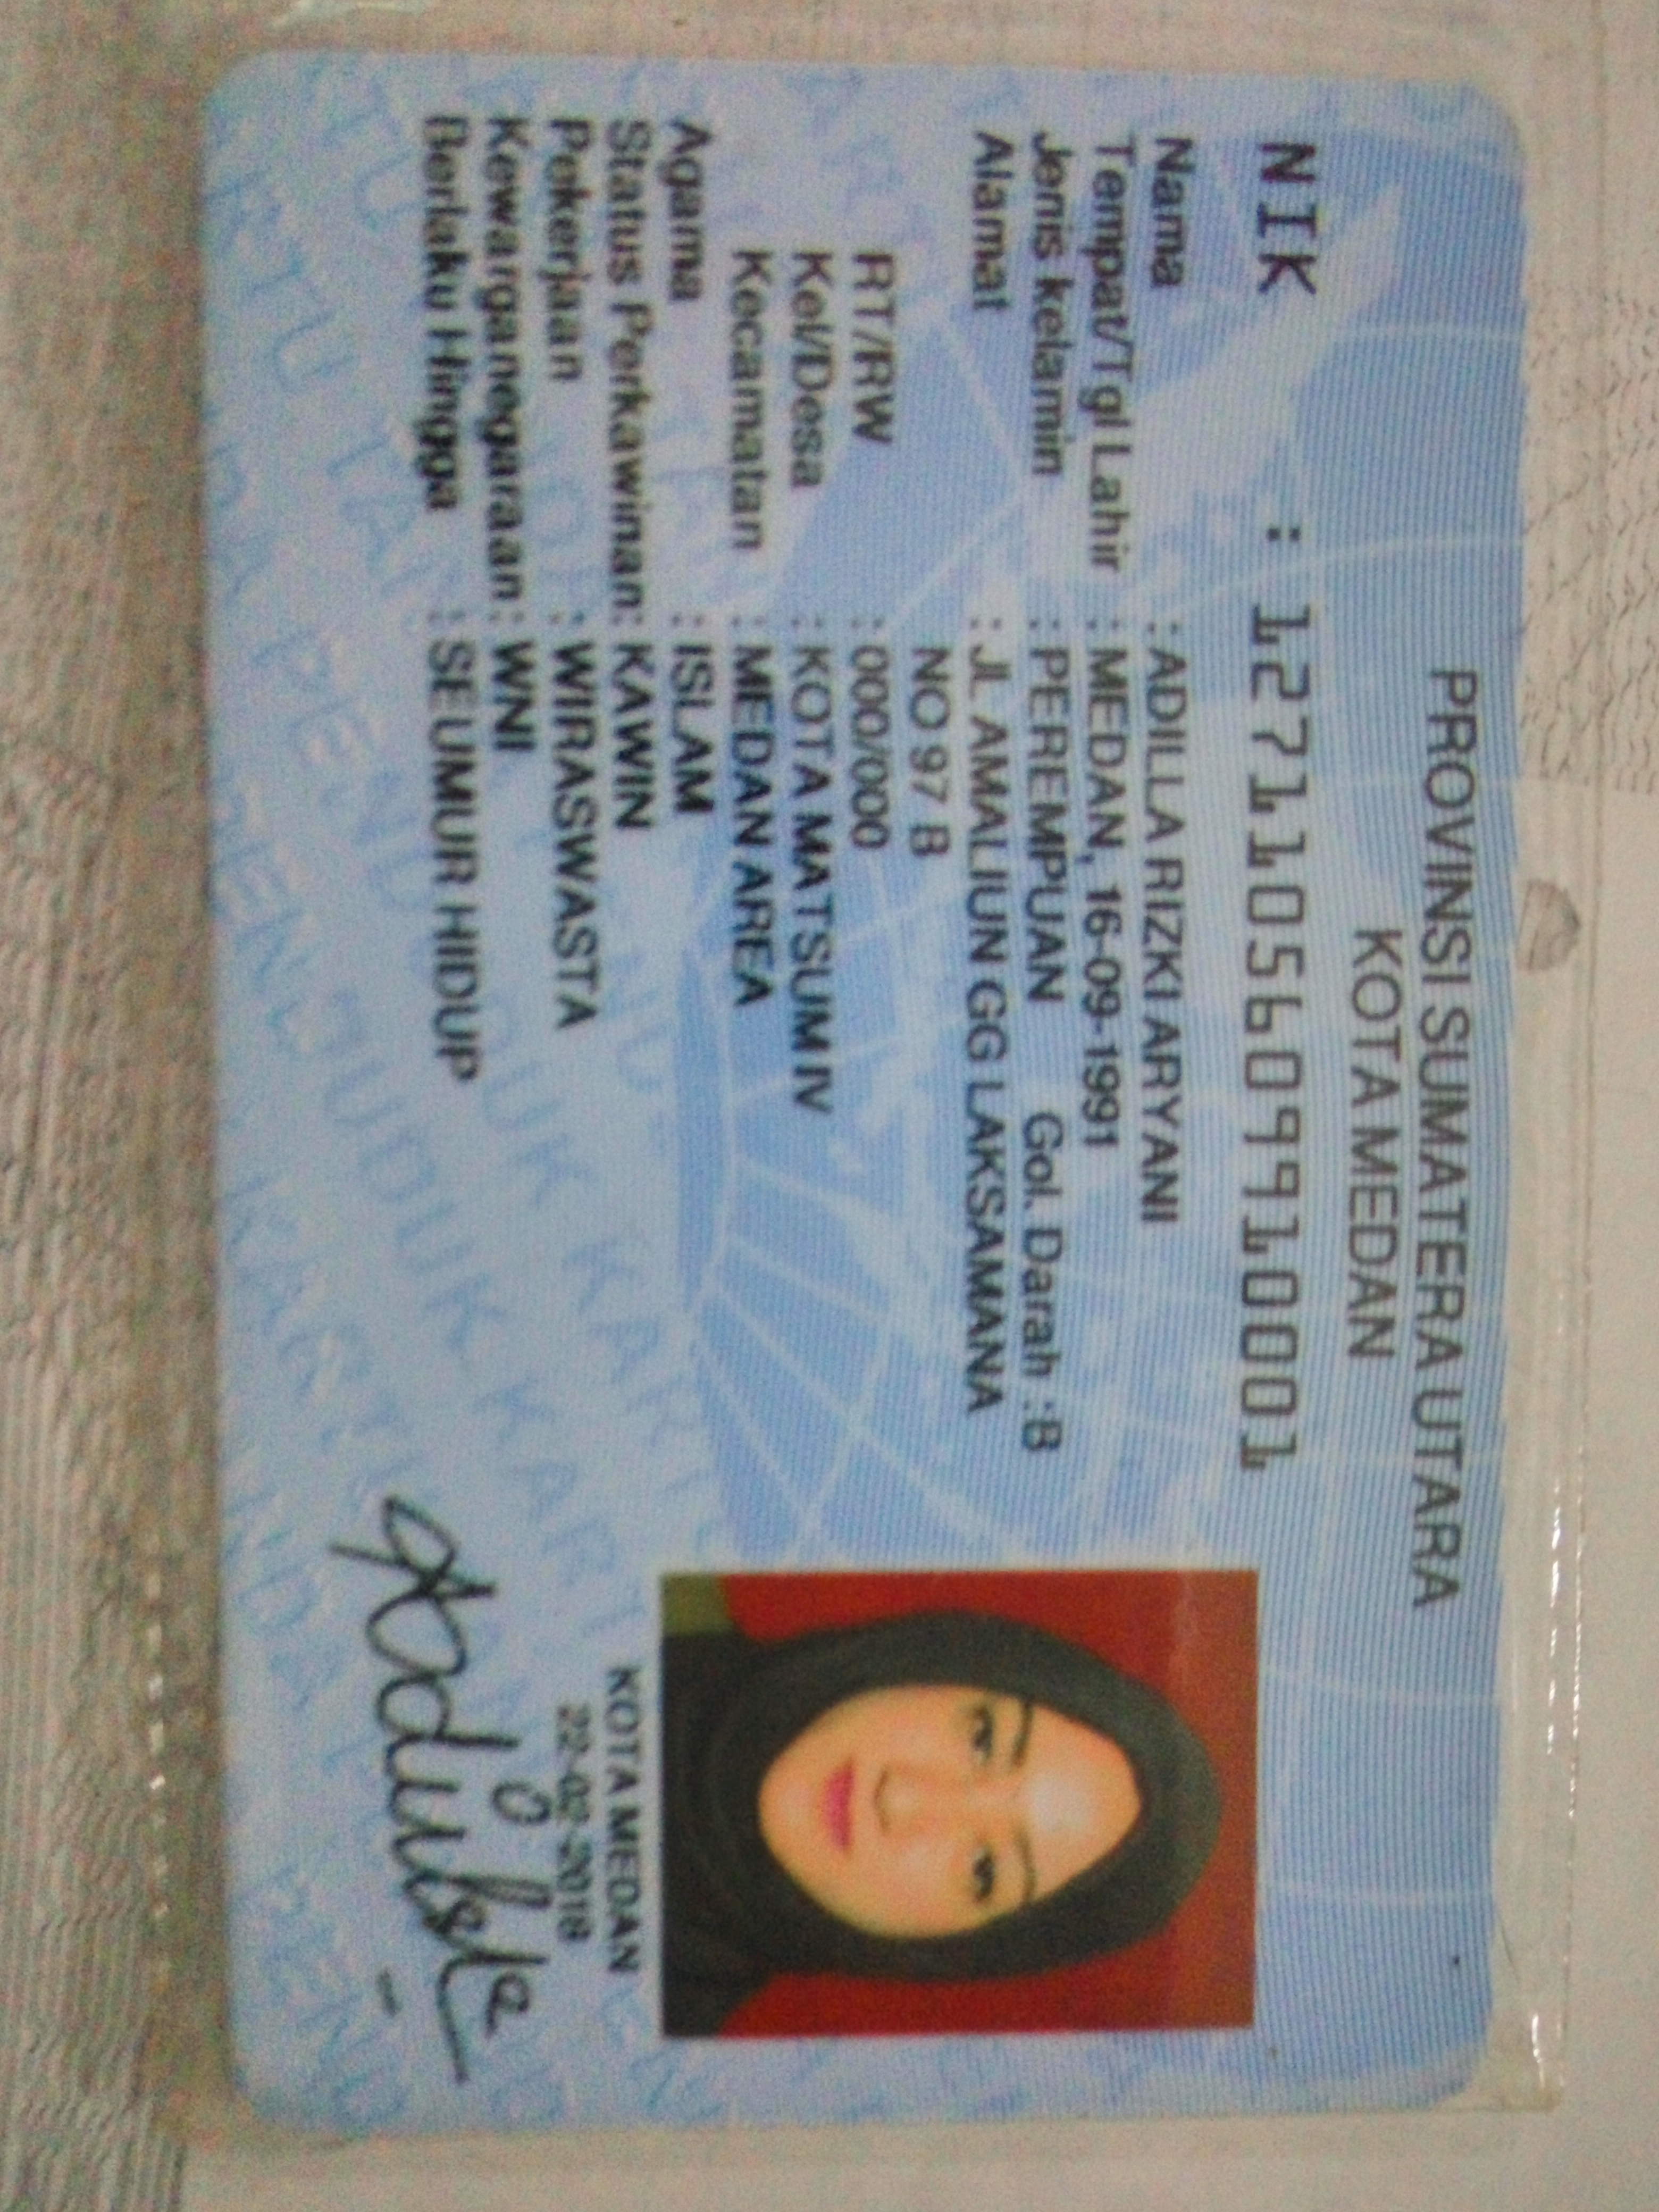 PROVINSI SUMATERA UTARA
KOTA MEDAN
NIK : 1271105609910001
Nama : ADILLA RIZKI ARYYANI
Tempat/Tgl Lahir : MEDAN, 16-09-1991
Jenis kelamin : PEREMPUAN Gol. Darah : B
Alamat : JL AMALIUN GG LAKSAMANA
NO 97 B
RT/RW : 000/000
Kel/Desa : KOTA MATSUM IV
Kecamatan : MEDAN AREA
Agama : ISLAM
Status Perkawinan: KAWIN
Pekerjaan : WIRASWASTA
Kewarganegaraan: WNI
Berlaku Hingga : SEUMUR HIDUP
KOTA MEDAN
22-02-2018